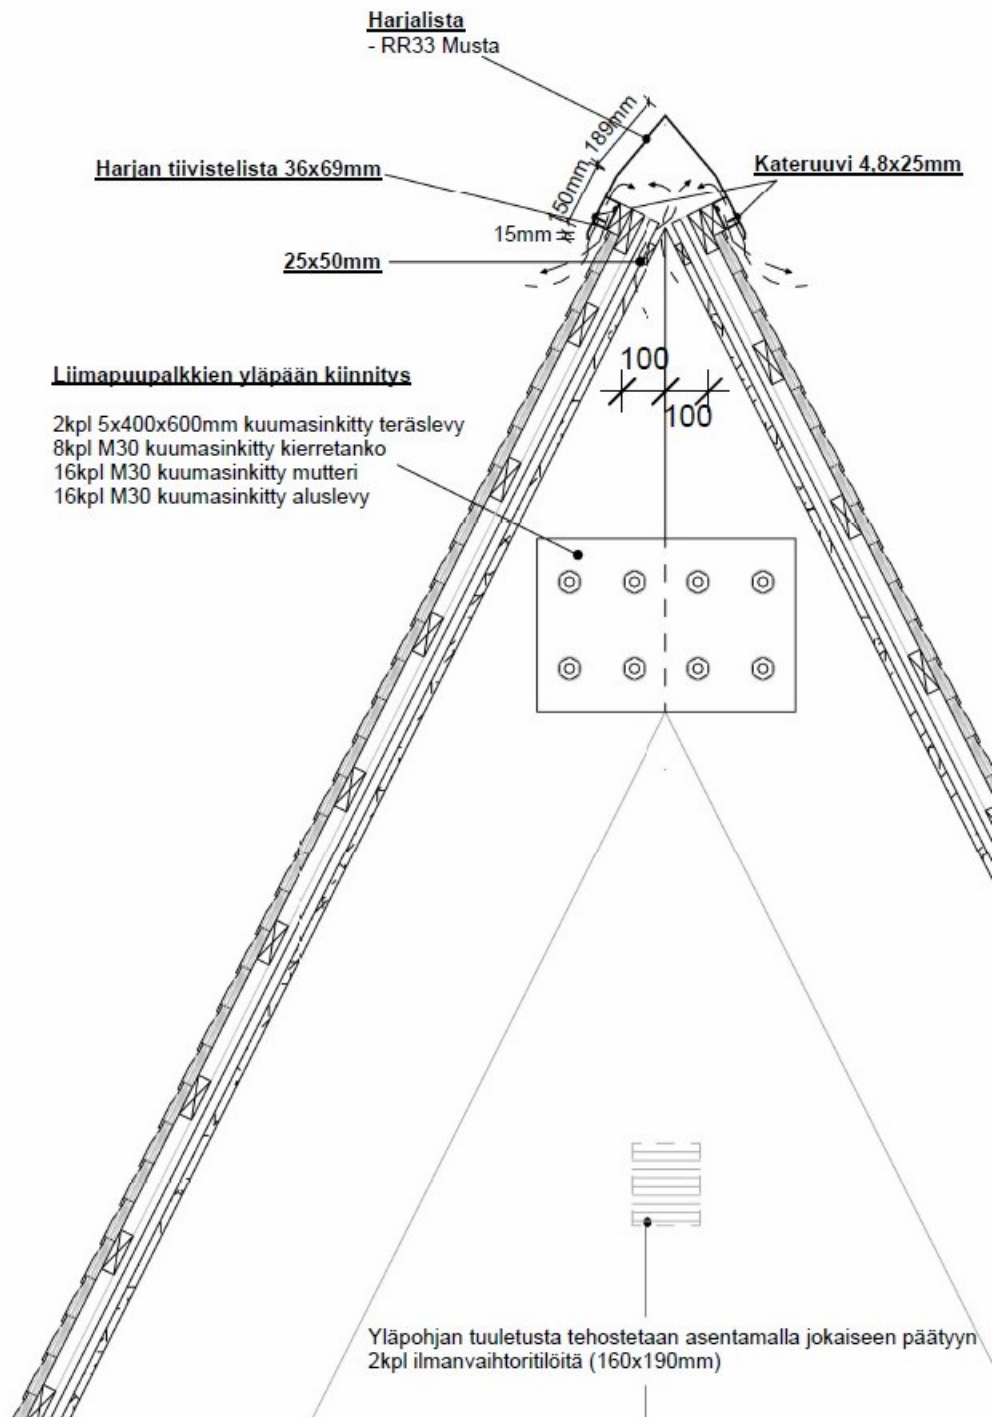 Harjalista
- RR33 Musta
189mm
150mm
15mm
Harjan tiivistelista 36x69mm
Kateruuvi 4,8x25mm
25x50mm
100
100
Liimapuupalkkien yläpään kiinnitys
2kpl 5x400x600mm kuumasinkitty teräslevy
8kpl M30 kuumasinkitty kierretanko
16kpl M30 kuumasinkitty mutteri
16kpl M30 kuumasinkitty aluslevy
Yläpohjan tuuletusta tehostetaan asentamalla jokaiseen päätyyn
2kpl ilmanvaihtoritilöitä (160x190mm)